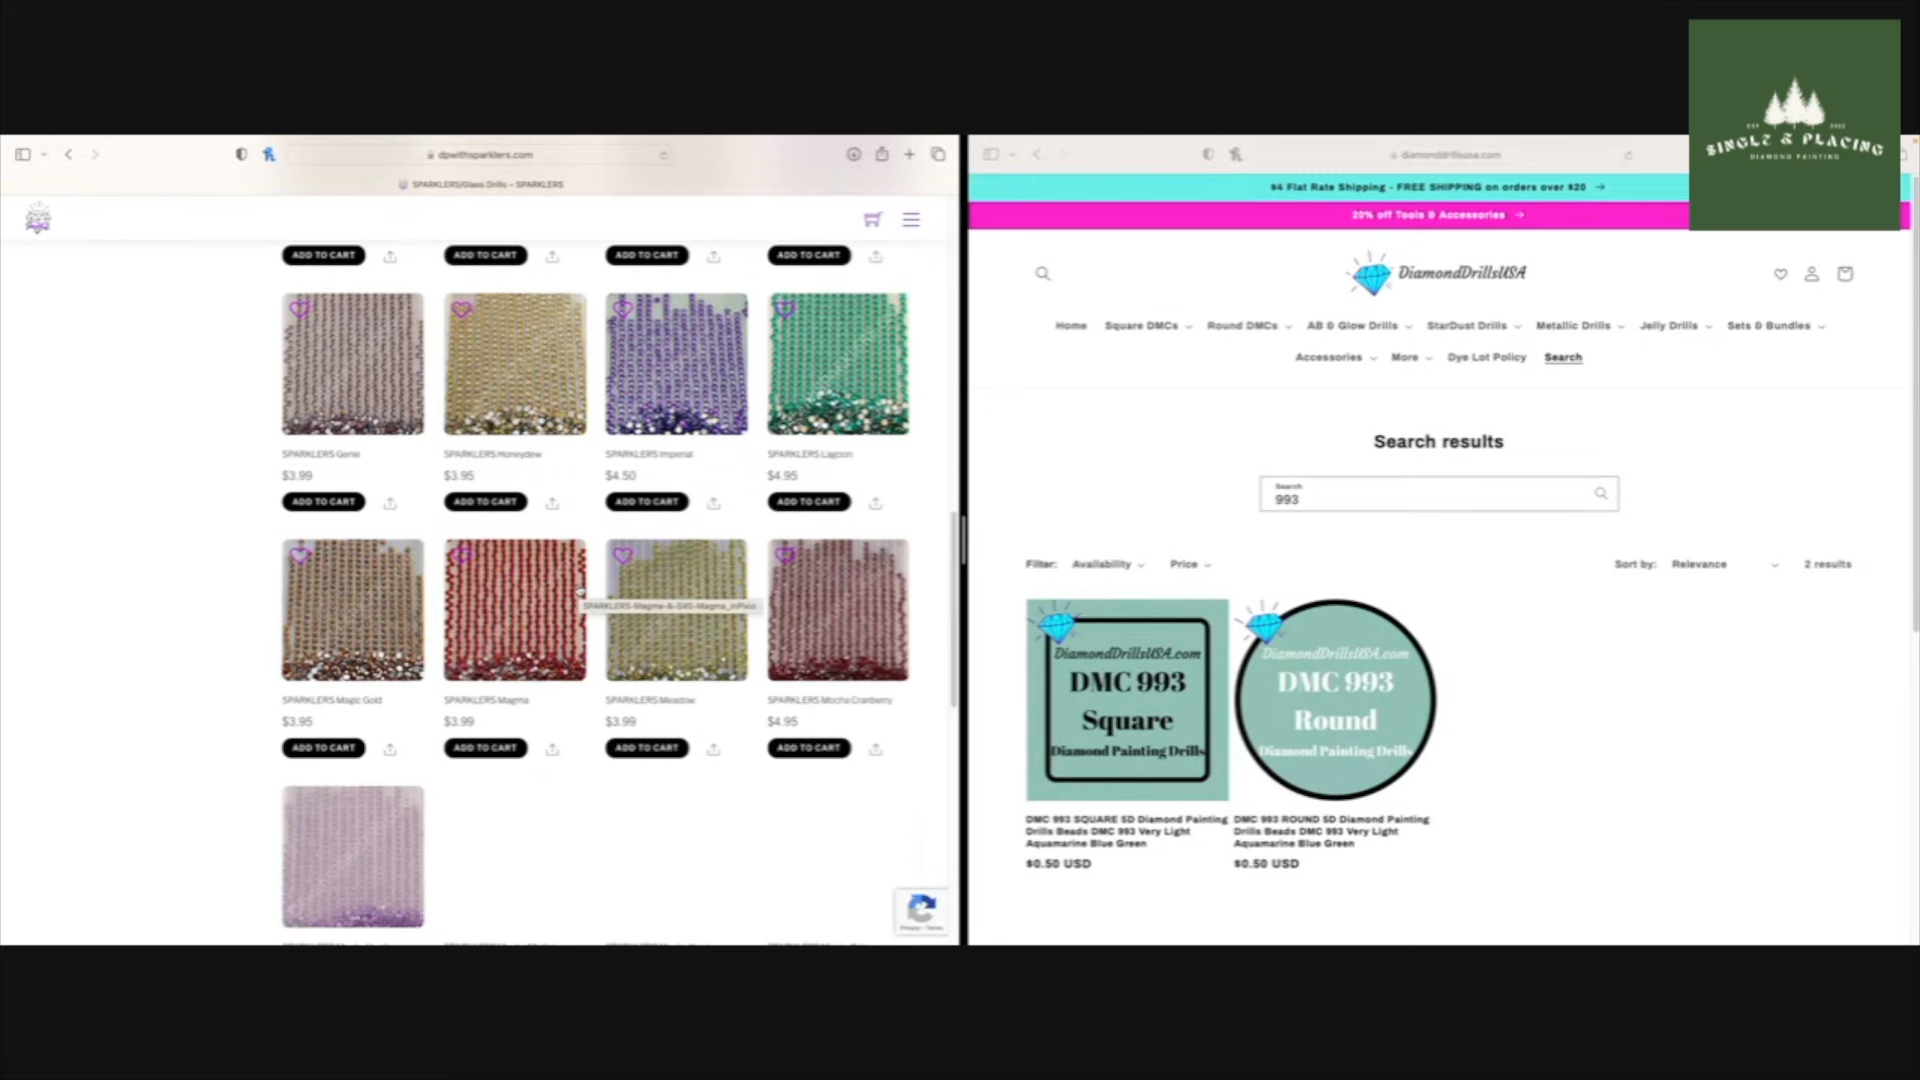 dpwithsparklers.com
SPARKLERS/Glass Drills – SPARKLERS
ADD TO CART
ADD TO CART
ADD TO CART
ADD TO CART
SPARKLERS Genie
SPARKLERS Honeydew
SPARKLERS Imperial
SPARKLERS Lagoon
$3.99
$3.95
$4.50
$4.95
ADD TO CART
ADD TO CART
ADD TO CART
ADD TO CART
SPARKLERS Magic Gold
SPARKLERS Magma
SPARKLERS Meadow
SPARKLERS Mocha Cranberry
$3.95
$3.99
$3.99
$4.95
ADD TO CART
ADD TO CART
ADD TO CART
ADD TO CART
Privacy - Terms
diamonddrillsusa.com
$4 Flat Rate Shipping - FREE SHIPPING on orders over $20 →
20% off Tools & Accessories →
DiamondDrillsUSA
Home Square DMCs Round DMCs AB & Glow Drills StarDust Drills Metallic Drills Jelly Drills Sets & Bundles
Accessories More Dye Lot Policy Search
Search results
Search
993
Filter: Availability Price
Sort by: Relevance 2 results
DiamondDrillsUSA.com
DMC 993
Square
Diamond Painting Drills
DiamondDrillsUSA.com
DMC 993
Round
Diamond Painting Drills
DMC 993 SQUARE 5D Diamond Painting
Drills Beads DMC 993 Very Light
Aquamarine Blue Green
$0.50 USD
DMC 993 ROUND 5D Diamond Painting
Drills Beads DMC 993 Very Light
Aquamarine Blue Green
$0.50 USD
SINGLE & PLACING
DIAMOND PAINTING